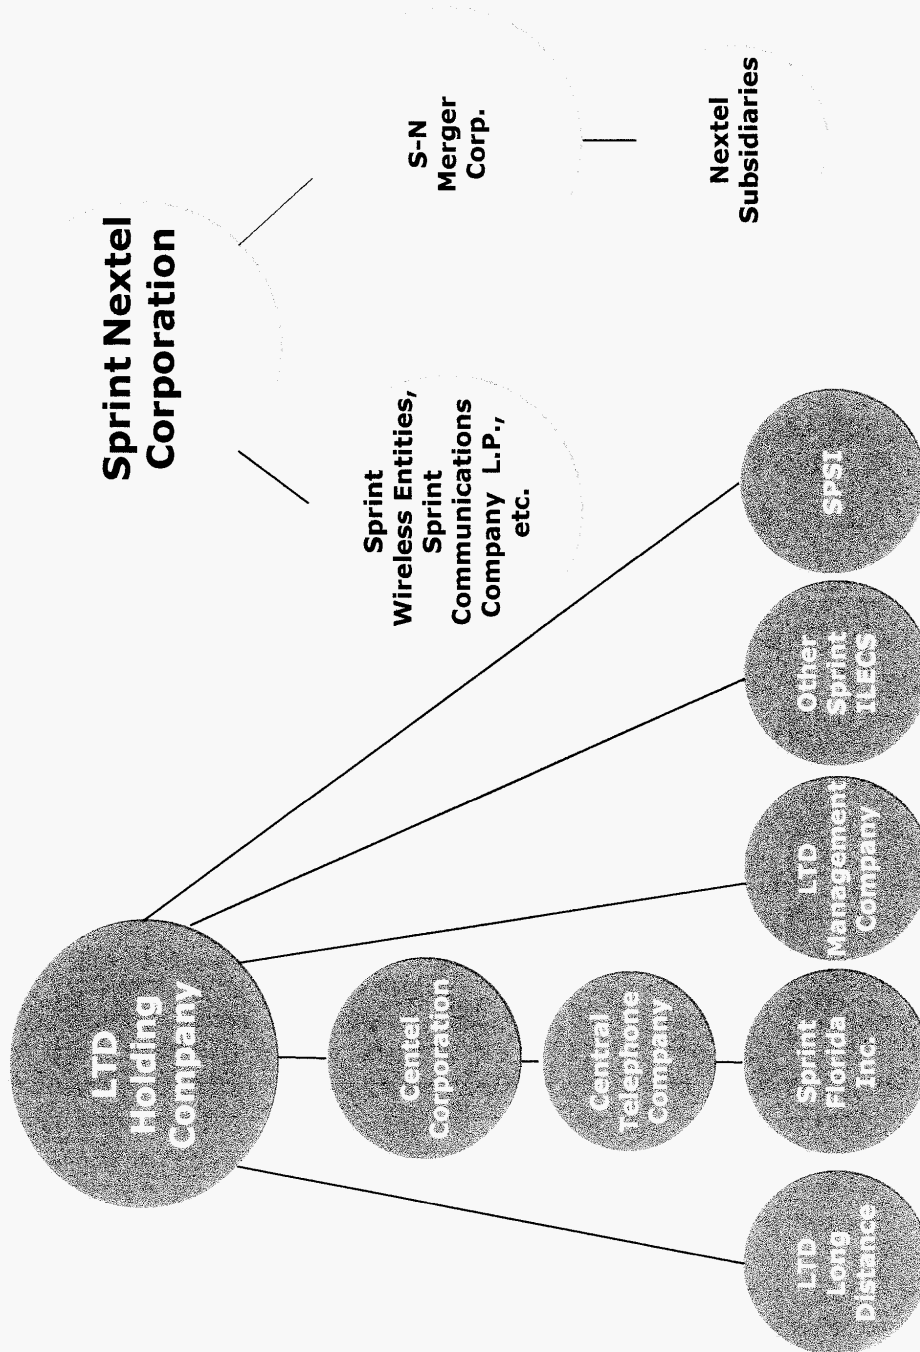 LTD
Holding
Company
Sprint Nextel
Corporation
Centel
Corporation
Sprint
Wireless Entities,
Sprint
Communications
Company L.P.,
etc.
S-N
Merger
Corp.
Central
Telephone
Company
LTD
Long
Distance
Sprint
Florida
Inc.
LTD
Management
Company
Other
Sprint
ILECS
SPSI
Nextel
Subsidiaries